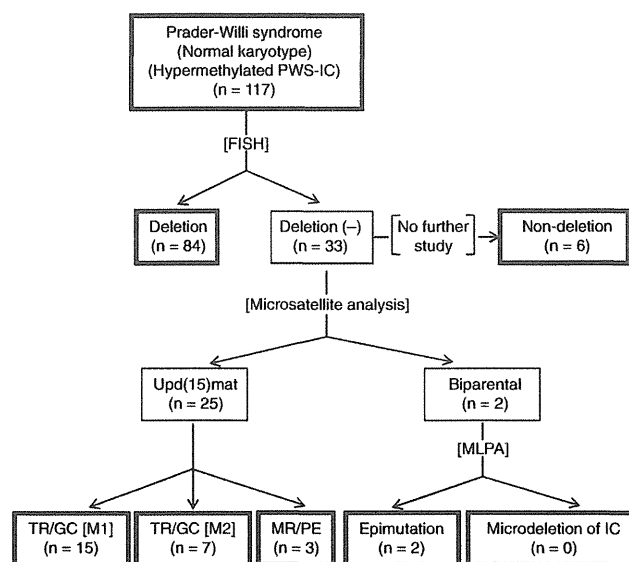 Prader-Willi syndrome
(Normal karyotype)
(Hypermethylated PWS-IC)
(n = 117)
[FISH]
Deletion
(n = 84)
Deletion (–)
(n = 33)
[No further
study]
Non-deletion
(n = 6)
[Microsatellite analysis]
Upd(15)mat
(n = 25)
Biparental
(n = 2)
[MLPA]
TR/GC [M1]
(n = 15)
TR/GC [M2]
(n = 7)
MR/PE
(n = 3)
Epimutation
(n = 2)
Microdeletion of IC
(n = 0)